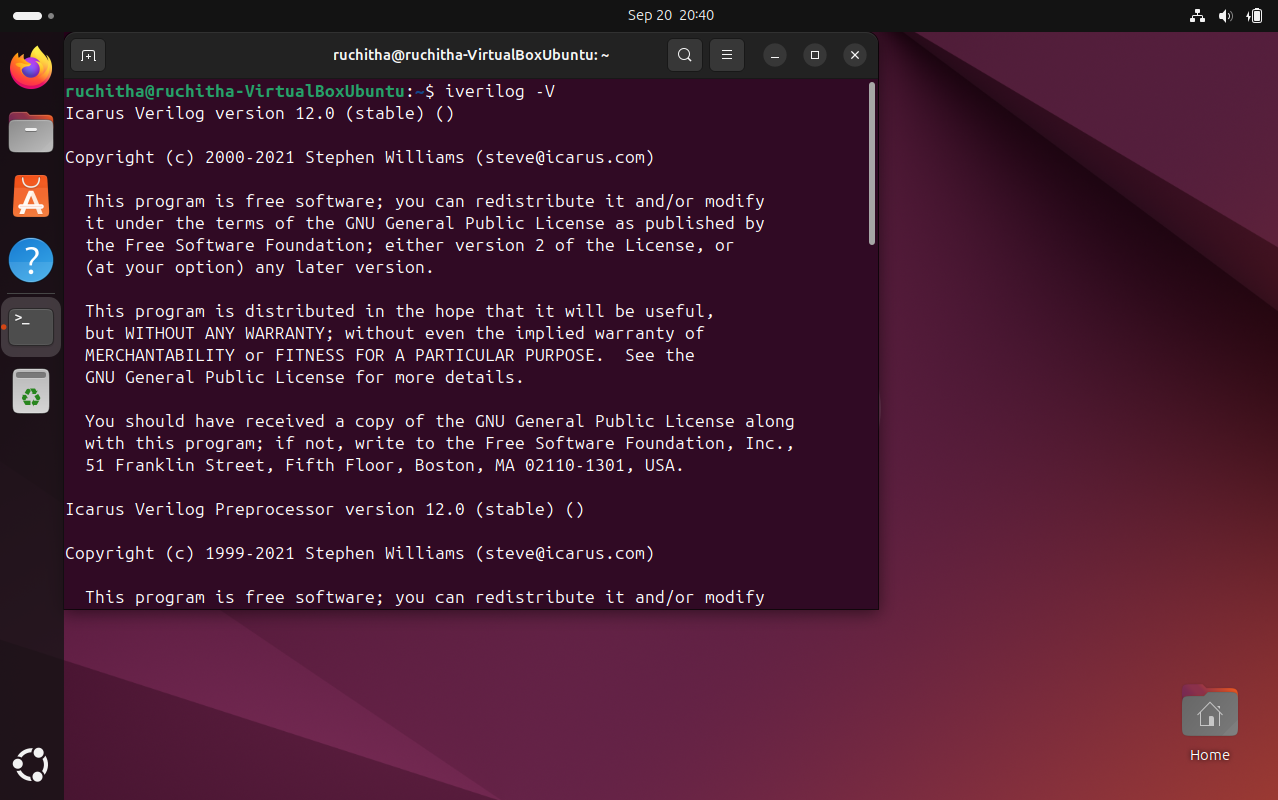 Sep 20 20:40
ruchitha@ruchitha-VirtualBoxUbuntu: ~
ruchitha@ruchitha-VirtualBoxUbuntu:~$ iverilog -V
Icarus Verilog version 12.0 (stable) ()
Copyright (c) 2000-2021 Stephen Williams (steve@icarus.com)
This program is free software; you can redistribute it and/or modify
it under the terms of the GNU General Public License as published by
the Free Software Foundation; either version 2 of the License, or
(at your option) any later version.
This program is distributed in the hope that it will be useful,
but WITHOUT ANY WARRANTY; without even the implied warranty of
MERCHANTABILITY or FITNESS FOR A PARTICULAR PURPOSE.  See the
GNU General Public License for more details.
You should have received a copy of the GNU General Public License along
with this program; if not, write to the Free Software Foundation, Inc.,
51 Franklin Street, Fifth Floor, Boston, MA 02110-1301, USA.
Icarus Verilog Preprocessor version 12.0 (stable) ()
Copyright (c) 1999-2021 Stephen Williams (steve@icarus.com)
This program is free software; you can redistribute it and/or modify
Home